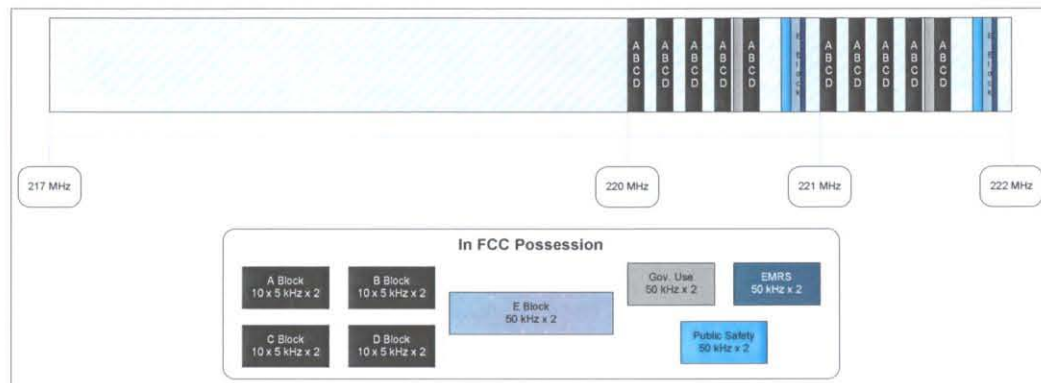 A B C D
A B C D
A B C D
A B C D
A B C D
E Block
A B C D
A B C D
A B C D
A B C D
A B C D
E Block
217 MHz
220 MHz
221 MHz
222 MHz
In FCC Possession
A Block
10 x 5 kHz x 2
B Block
10 x 5 kHz x 2
C Block
10 x 5 kHz x 2
D Block
10 x 5 kHz x 2
E Block
50 kHz x 2
Gov. Use
50 kHz x 2
EMRS
50 kHz x 2
Public Safety
50 kHz x 2